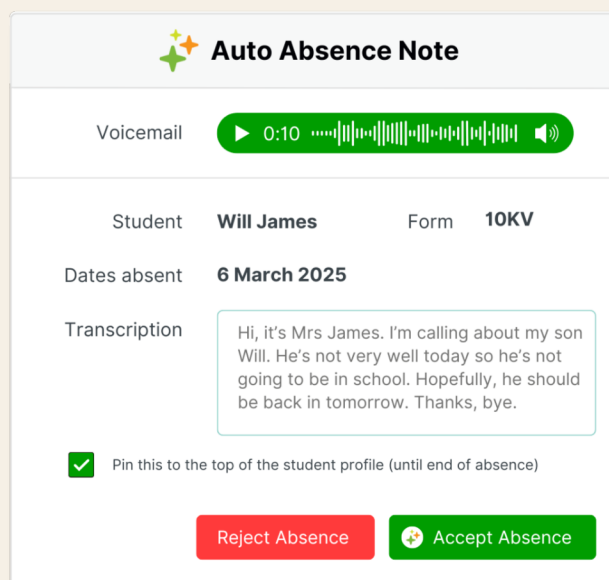 Auto Absence Note
Voicemail 0:10
Student Will James Form 10KV
Dates absent 6 March 2025
Transcription
Hi, it's Mrs James. I'm calling about my son
Will. He's not very well today so he's not
going to be in school. Hopefully, he should
be back in tomorrow. Thanks, bye.
Pin this to the top of the student profile (until end of absence)
Reject Absence Accept Absence